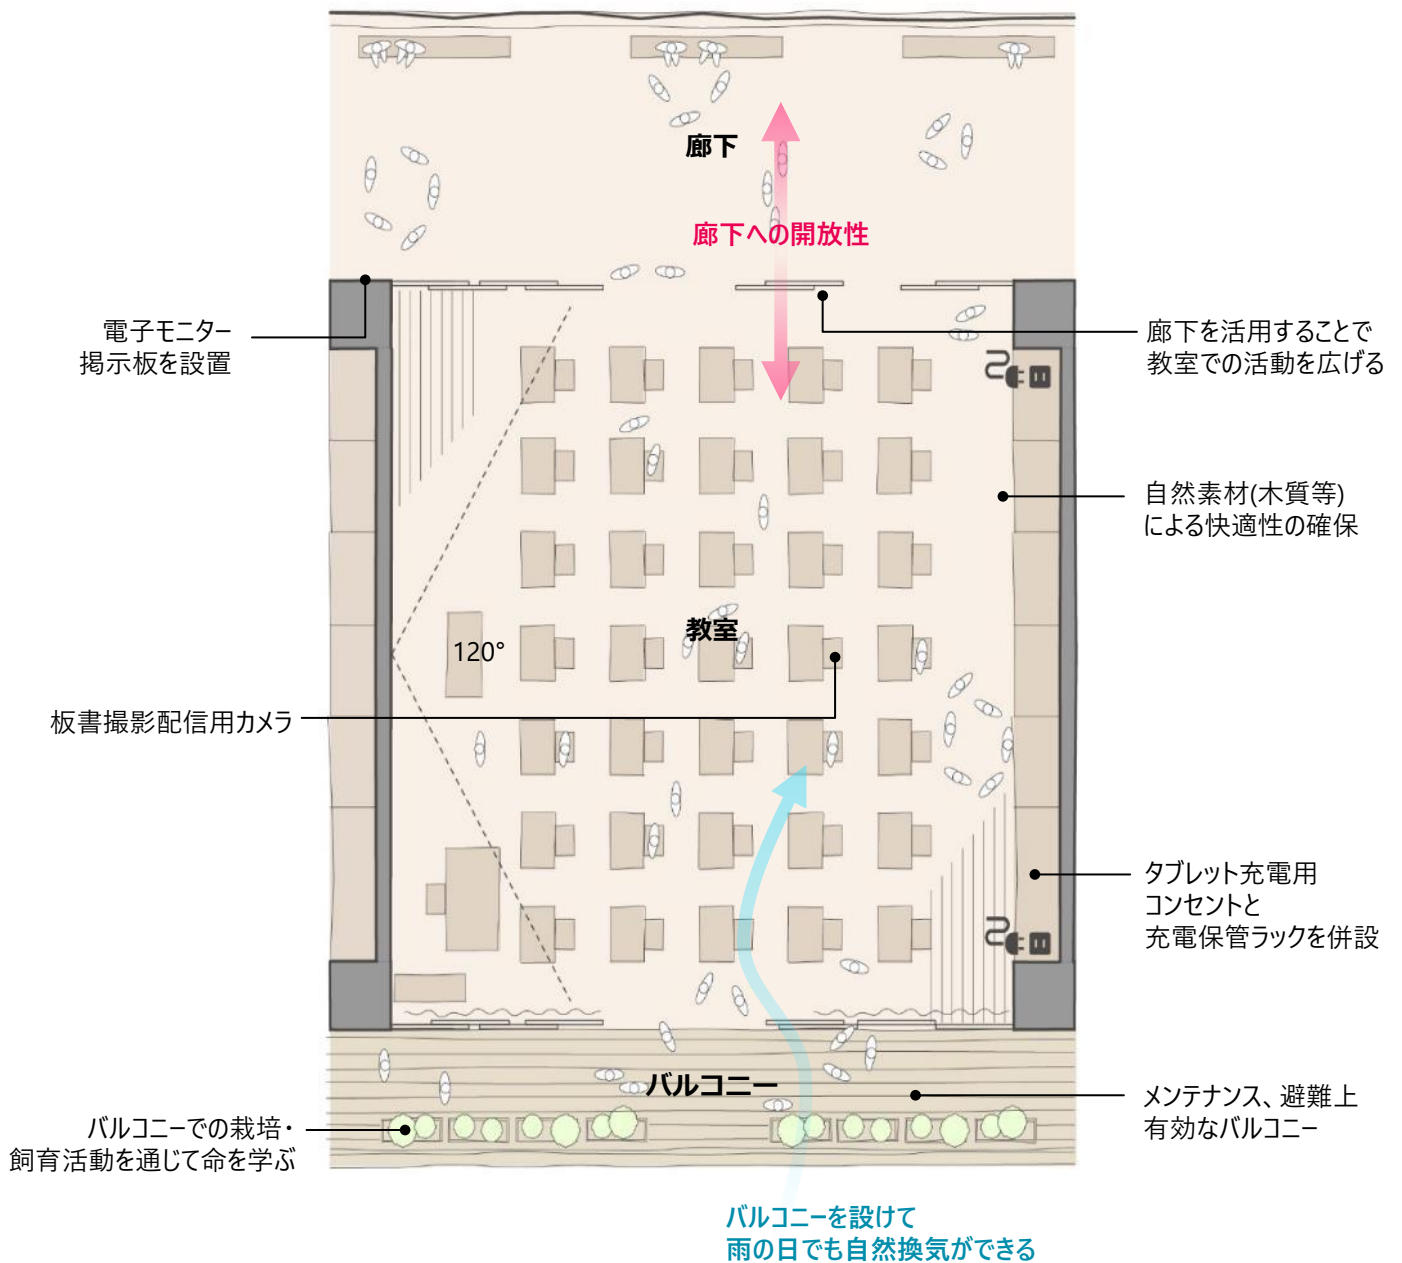 廊下
廊下への開放性
電子モニター
掲示板を設置
廊下を活用することで
教室での活動を広げる
自然素材(木質等)
による快適性の確保
教室
120°
板書撮影配信用カメラ
タブレット充電用
コンセントと
充電保管ラックを併設
バルコニー
メンテナンス、避難上
有効なバルコニー
バルコニーでの栽培・
飼育活動を通じて命を学ぶ
バルコニーを設けて
雨の日でも自然換気ができる